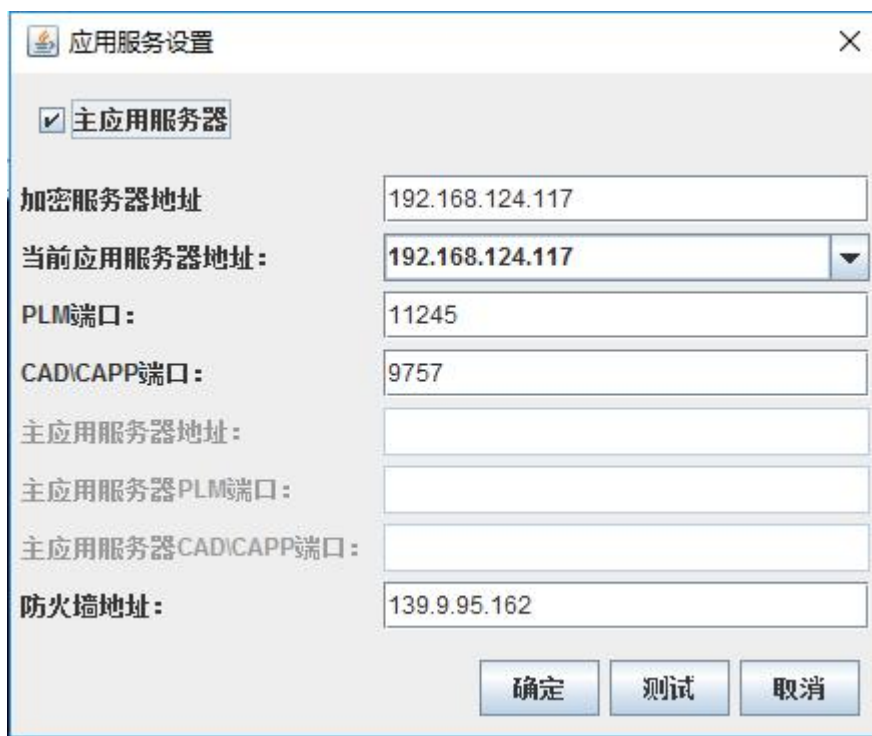 应用服务设置
主应用服务器
加密服务器地址 192.168.124.117
当前应用服务器地址： 192.168.124.117
PLM端口： 11245
CAD\CAPP端口： 9757
主应用服务器地址：
主应用服务器PLM端口：
主应用服务器CAD\CAPP端口：
防火墙地址： 139.9.95.162
确定 测试 取消